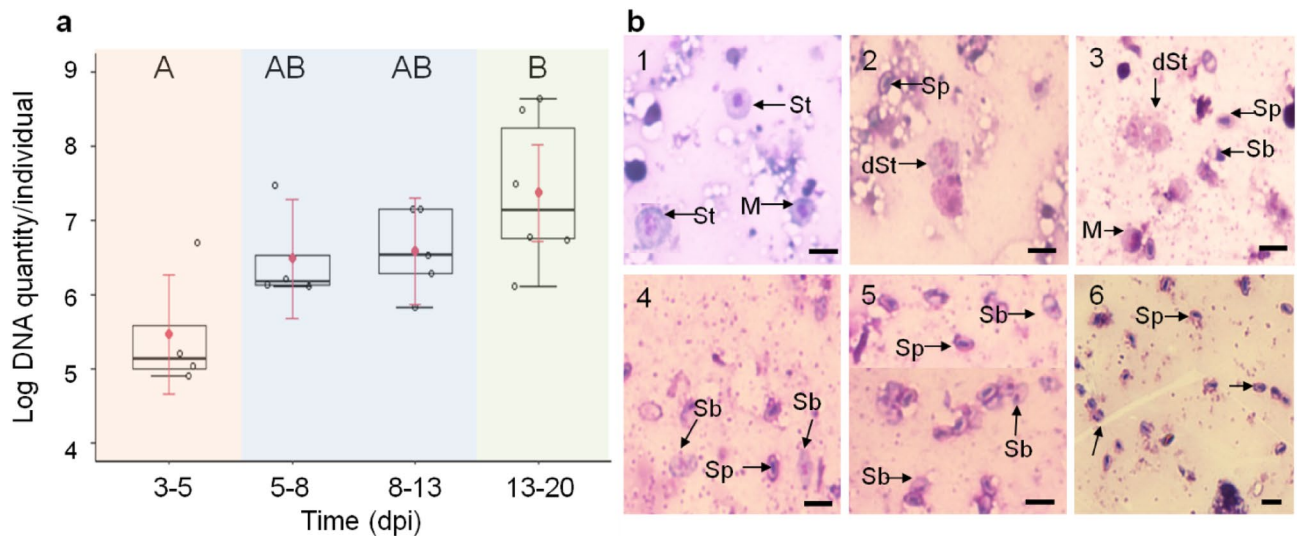 a
Log DNA quantity/individual
9
8
7
6
5
4
A AB AB B
3-5 5-8 8-13 13-20
Time (dpi)
b
1
St
St
M
2
Sp
dSt
3
dSt
Sp
Sb
M
4
Sb
Sb
Sp
5
Sb
Sp
Sb
Sb
6
Sp